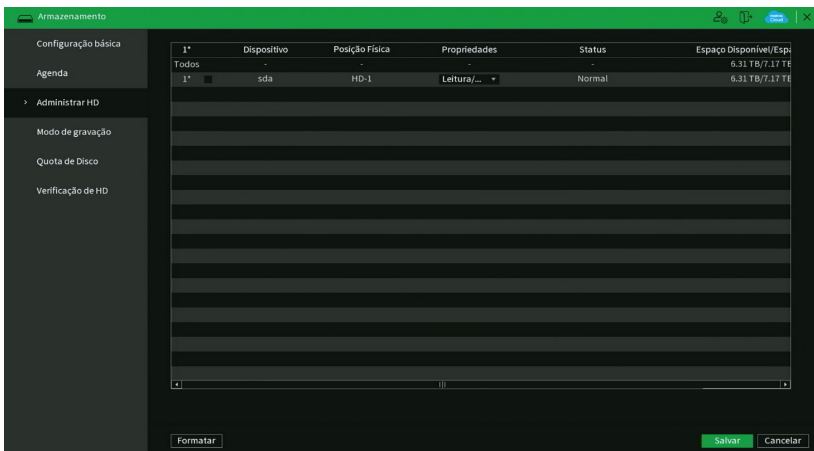 Armazenamento
Configuração básica
Agenda
Administrar HD
Modo de gravação
Quota de Disco
Verificação de HD
1* Dispositivo Posição Física Propriedades Status Espaço Disponível/Espa
Todos - - - - 6.31 TB/7.17 TE
1* sda HD-1 Leitura/... Normal 6.31 TB/7.17 TE
Formatar Salvar Cancelar